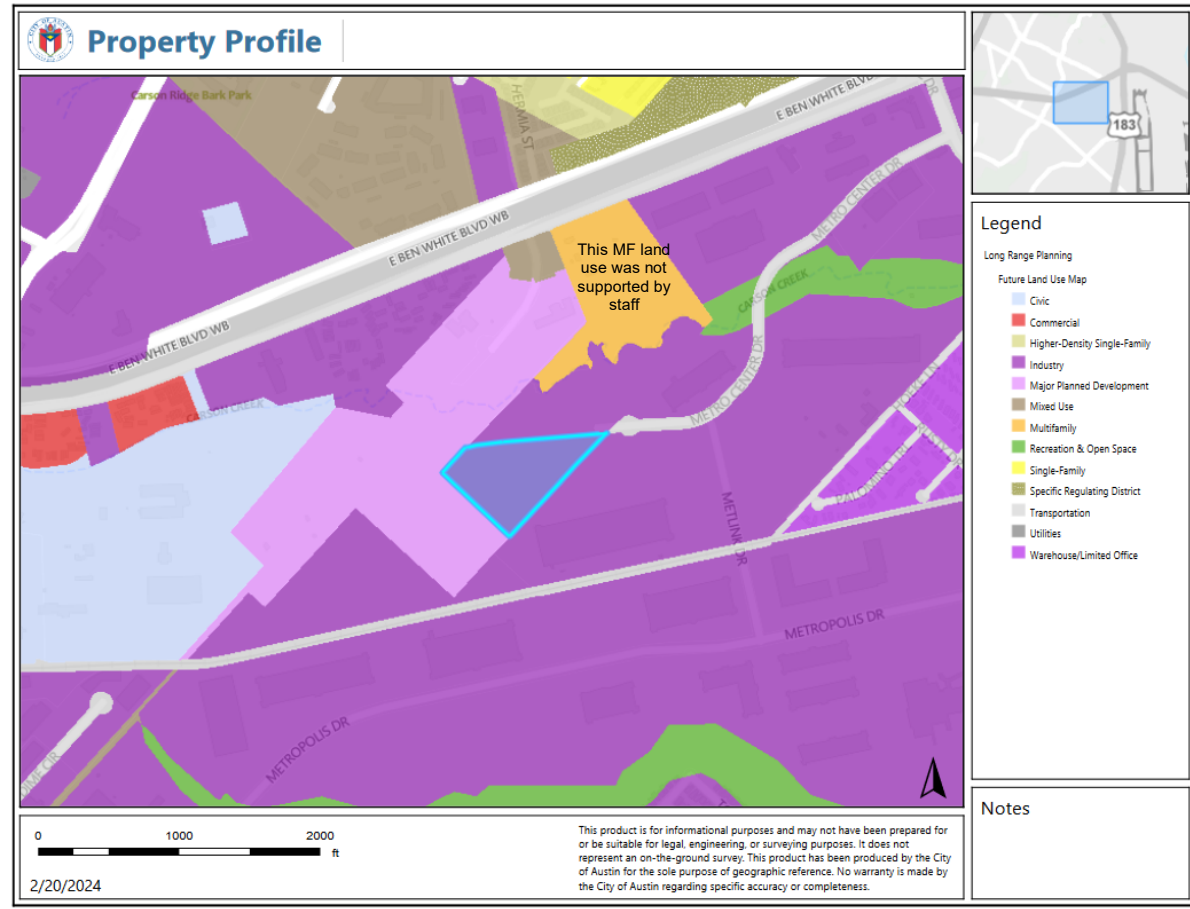 Property Profile
Carson Ridge Bark Park
HERMIA ST
E BEN WHITE BLVD
DR
E BEN WHITE BLVD WB
METRO CENTER DR
This MF land
use was not
supported by
staff
CARSON CREEK
E BEN WHITE BLVD WB
METRO CENTER DR
CARSON CREEK
PALOMINO TRL
METLINK DR
METROPOLIS DR
METROPOLIS DR
0 1000 2000
ft
2/20/2024
This product is for informational purposes and may not have been prepared for
or be suitable for legal, engineering, or surveying purposes. It does not
represent an on-the-ground survey. This product has been produced by the City
of Austin for the sole purpose of geographic reference. No warranty is made by
the City of Austin regarding specific accuracy or completeness.
183
Legend
Long Range Planning
Future Land Use Map
Civic
Commercial
Higher-Density Single-Family
Industry
Major Planned Development
Mixed Use
Multifamily
Recreation & Open Space
Single-Family
Specific Regulating District
Transportation
Utilities
Warehouse/Limited Office
Notes